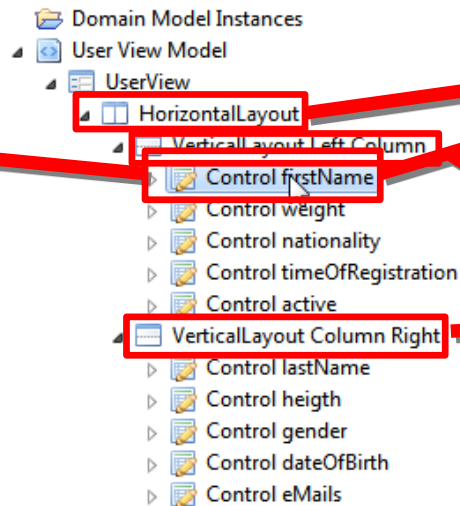 Domain Model Instances
User View Model
UserView
HorizontalLayout
VerticalLayout Left Column
Control firstName
Control weight
Control nationality
Control timeOfRegistration
Control active
VerticalLayout Column Right
Control lastName
Control heigth
Control gender
Control dateOfBirth
Control eMails